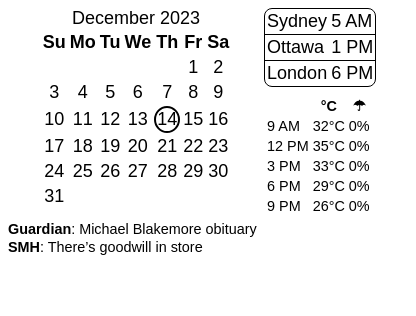 December 2023
Su Mo Tu We Th Fr Sa
1 2
3 4 5 6 7 8 9
10 11 12 13 14 15 16
17 18 19 20 21 22 23
24 25 26 27 28 29 30
31
Sydney 5 AM
Ottawa 1 PM
London 6 PM
°C ☂
9 AM 32°C 0%
12 PM 35°C 0%
3 PM 33°C 0%
6 PM 29°C 0%
9 PM 26°C 0%
Guardian: Michael Blakemore obituary
SMH: There’s goodwill in store